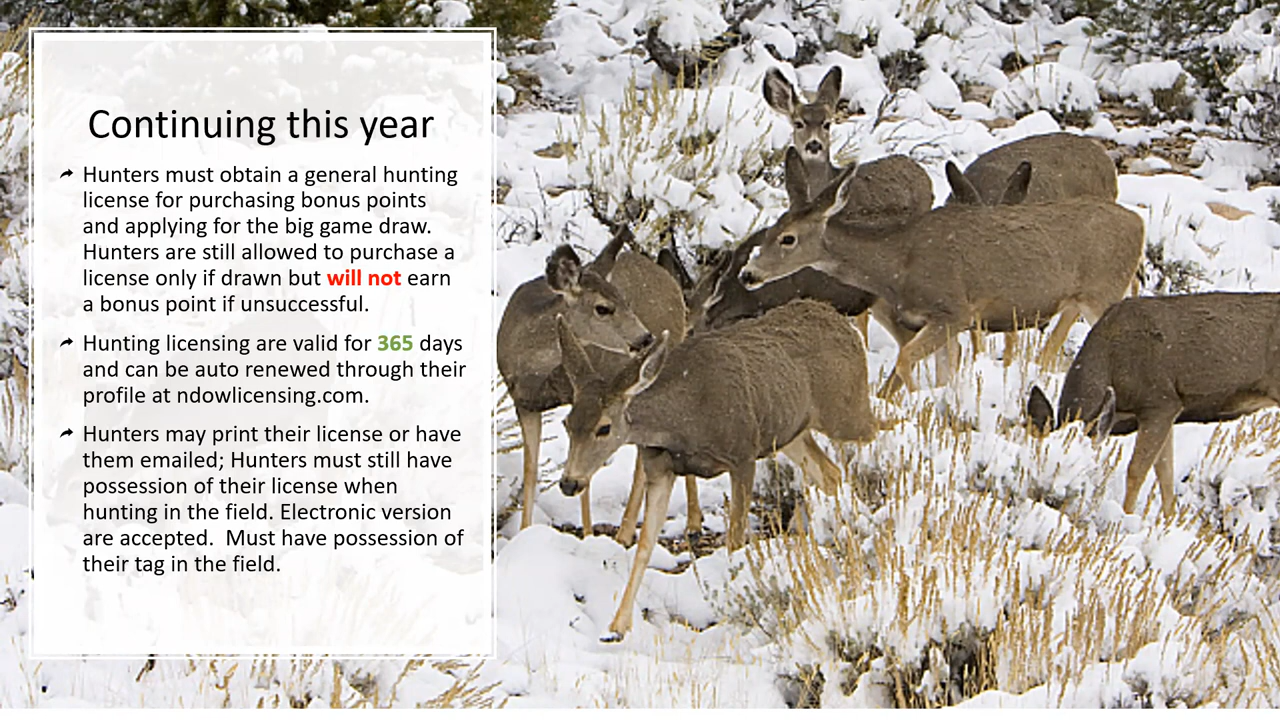 Continuing this year
Hunters must obtain a general hunting
license for purchasing bonus points
and applying for the big game draw.
Hunters are still allowed to purchase a
license only if drawn but will not earn
a bonus point if unsuccessful.
Hunting licensing are valid for 365 days
and can be auto renewed through their
profile at ndowlicensing.com.
Hunters may print their license or have
them emailed; Hunters must still have
possession of their license when
hunting in the field. Electronic version
are accepted.  Must have possession of
their tag in the field.